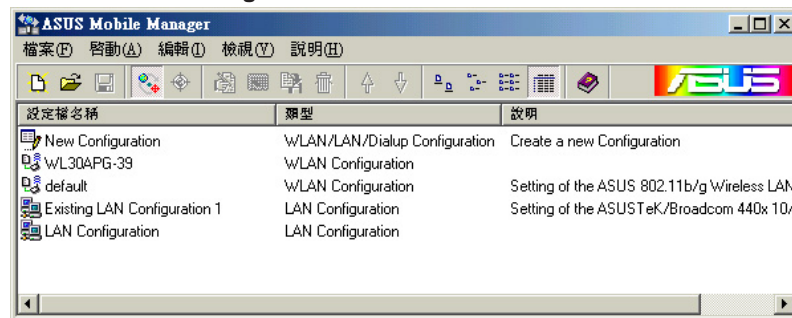 ASUS Mobile Manager
檔案(F) 啓動(A) 編輯(I) 檢視(V) 說明(H)
ASUS
設定檔名稱 類型 說明
New Configuration WLAN/LAN/Dialup Configuration Create a new Configuration
WL30APG-39 WLAN Configuration
default WLAN Configuration Setting of the ASUS 802.11b/g Wireless LAN
Existing LAN Configuration 1 LAN Configuration Setting of the ASUSTeK/Broadcom 440x 10/
LAN Configuration LAN Configuration